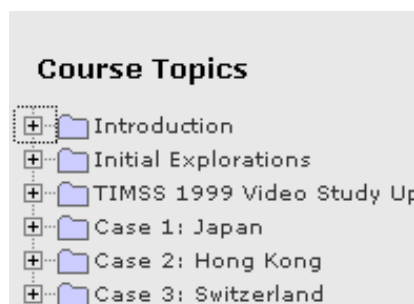 Course Topics
Introduction
Initial Explorations
TIMSS 1999 Video Study Up
Case 1: Japan
Case 2: Hong Kong
Case 3: Switzerland